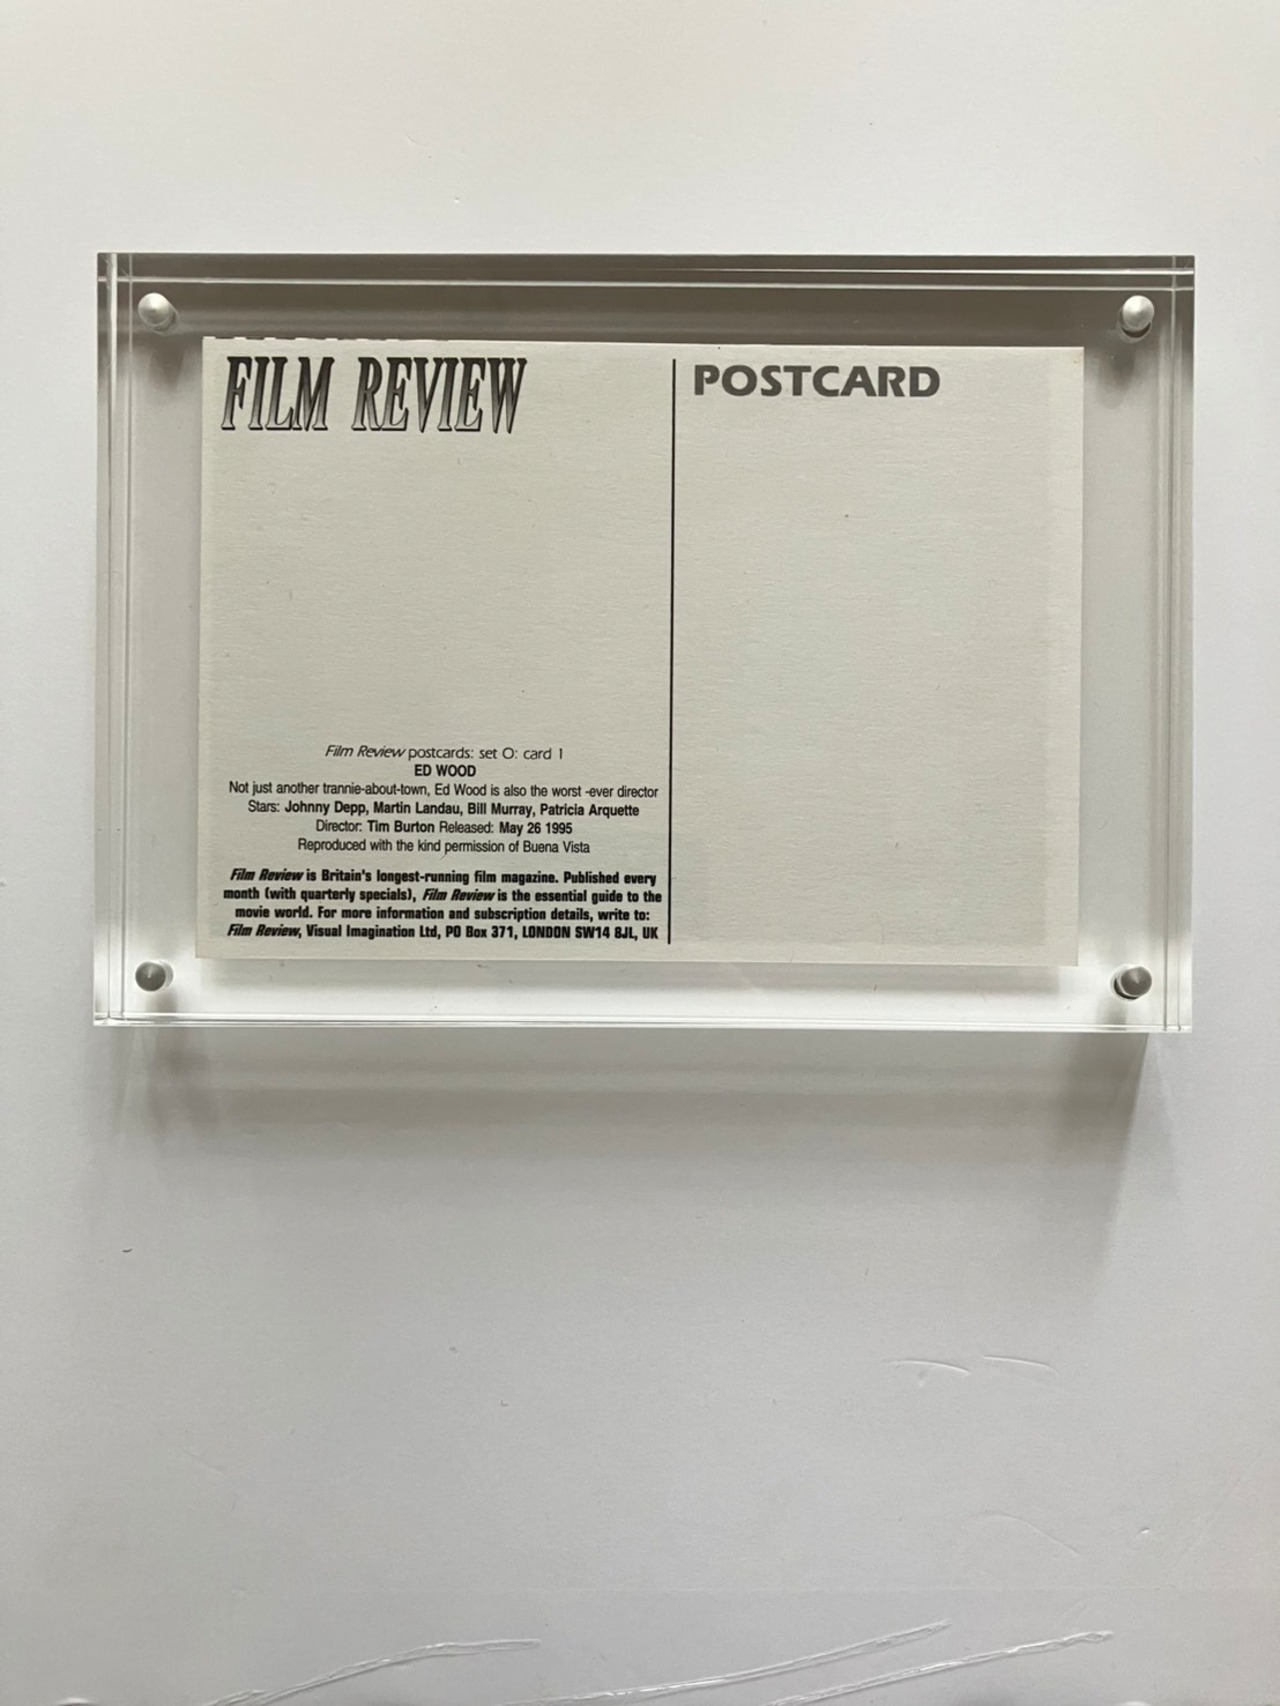 FILM REVIEW
POSTCARD
Film Review postcards: set O: card 1
ED WOOD
Not just another trannie-about-town, Ed Wood is also the worst -ever director
Stars: Johnny Depp, Martin Landau, Bill Murray, Patricia Arquette
Director: Tim Burton Released: May 26 1995
Reproduced with the kind permission of Buena Vista
Film Review is Britain's longest-running film magazine. Published every
month (with quarterly specials), Film Review is the essential guide to the
movie world. For more information and subscription details, write to:
Film Review, Visual Imagination Ltd, PO Box 371, LONDON SW14 8JL, UK